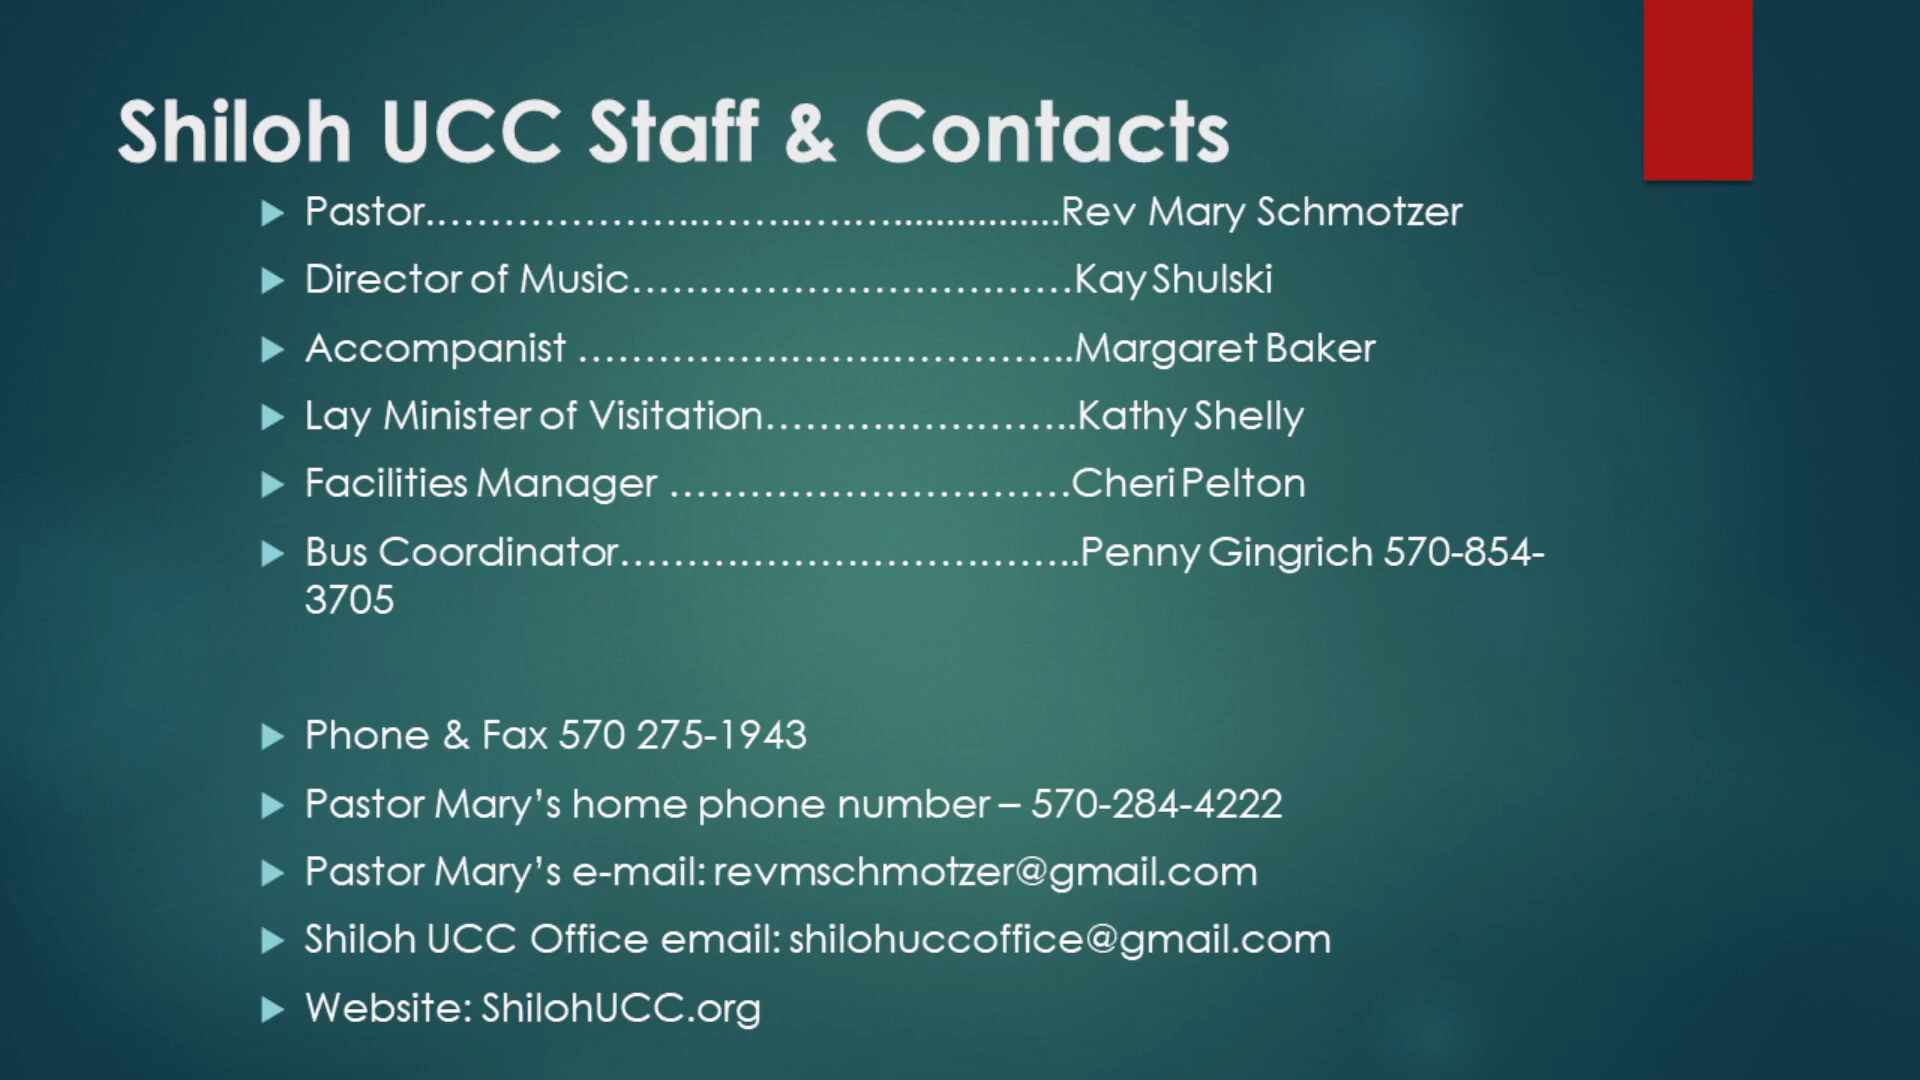 Shiloh UCC Staff & Contacts
Pastor.…………………..……..…..….................Rev Mary Schmotzer
Director of Music……………………………Kay Shulski
Accompanist ……………..……..…………..Margaret Baker
Lay Minister of Visitation…………………..Kathy Shelly
Facilities Manager …………………………Cheri Pelton
Bus Coordinator……………………………..Penny Gingrich 570-854-
3705
Phone & Fax 570 275-1943
Pastor Mary’s home phone number – 570-284-4222
Pastor Mary’s e-mail: revmschmotzer@gmail.com
Shiloh UCC Office email: shilohuccoffice@gmail.com
Website: ShilohUCC.org